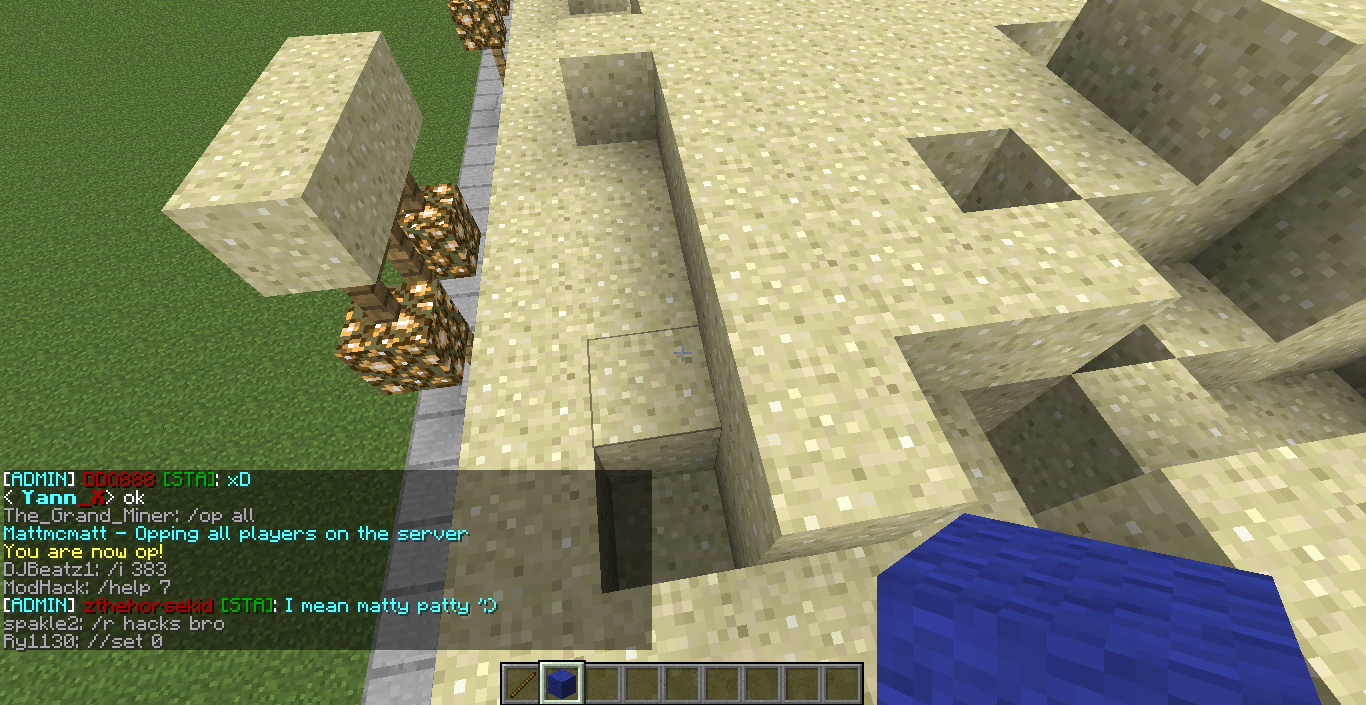 [ADMIN] DDQ888 [STA]: xD
< Yann_X> ok
The_Grand_Miner: /op all
Mattmcmatt - Opping all players on the server
You are now op!
DJBeatz1: /i 383
ModHack: /help 7
[ADMIN] zthehorsekid [STA]: I mean matty patty ":)
spakle2: /r hacks bro
Ry1130: //set 0